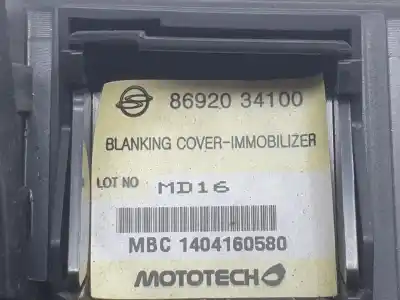 86920 34100
BLANKING COVER-IMMOBILIZER
LOT NO MD16
MBC 1404160580
MOTOTECH